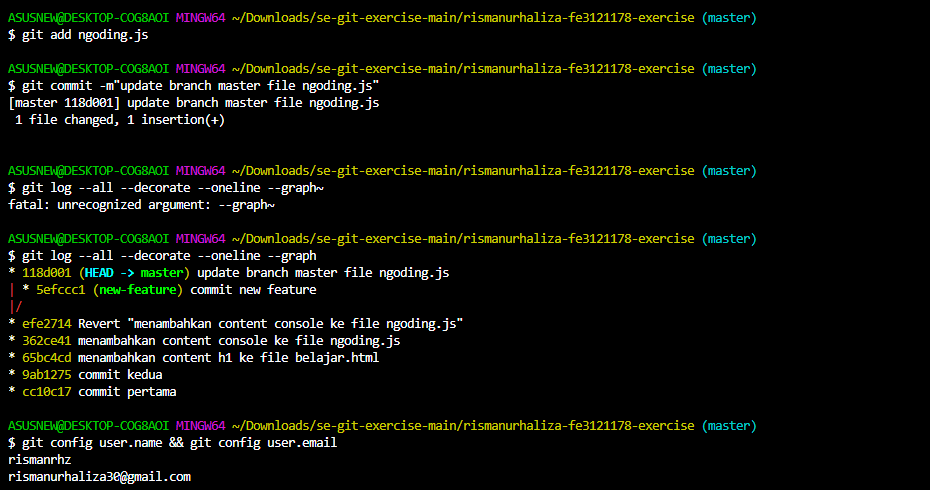 ASUSNEW@DESKTOP-COG8AOI MINGW64 ~/Downloads/se-git-exercise-main/rismanurhaliza-fe3121178-exercise (master)
$ git add ngoding.js
ASUSNEW@DESKTOP-COG8AOI MINGW64 ~/Downloads/se-git-exercise-main/rismanurhaliza-fe3121178-exercise (master)
$ git commit -m"update branch master file ngoding.js"
[master 118d001] update branch master file ngoding.js
 1 file changed, 1 insertion(+)
ASUSNEW@DESKTOP-COG8AOI MINGW64 ~/Downloads/se-git-exercise-main/rismanurhaliza-fe3121178-exercise (master)
$ git log --all --decorate --oneline --graph~
fatal: unrecognized argument: --graph~
ASUSNEW@DESKTOP-COG8AOI MINGW64 ~/Downloads/se-git-exercise-main/rismanurhaliza-fe3121178-exercise (master)
$ git log --all --decorate --oneline --graph
* 118d001 (HEAD -> master) update branch master file ngoding.js
| * 5efccc1 (new-feature) commit new feature
|/
* efe2714 Revert "menambahkan content console ke file ngoding.js"
* 362ce41 menambahkan content console ke file ngoding.js
* 65bc4cd menambahkan content h1 ke file belajar.html
* 9ab1275 commit kedua
* cc10c17 commit pertama
ASUSNEW@DESKTOP-COG8AOI MINGW64 ~/Downloads/se-git-exercise-main/rismanurhaliza-fe3121178-exercise (master)
$ git config user.name && git config user.email
rismanrhz
rismanurhaliza30@gmail.com